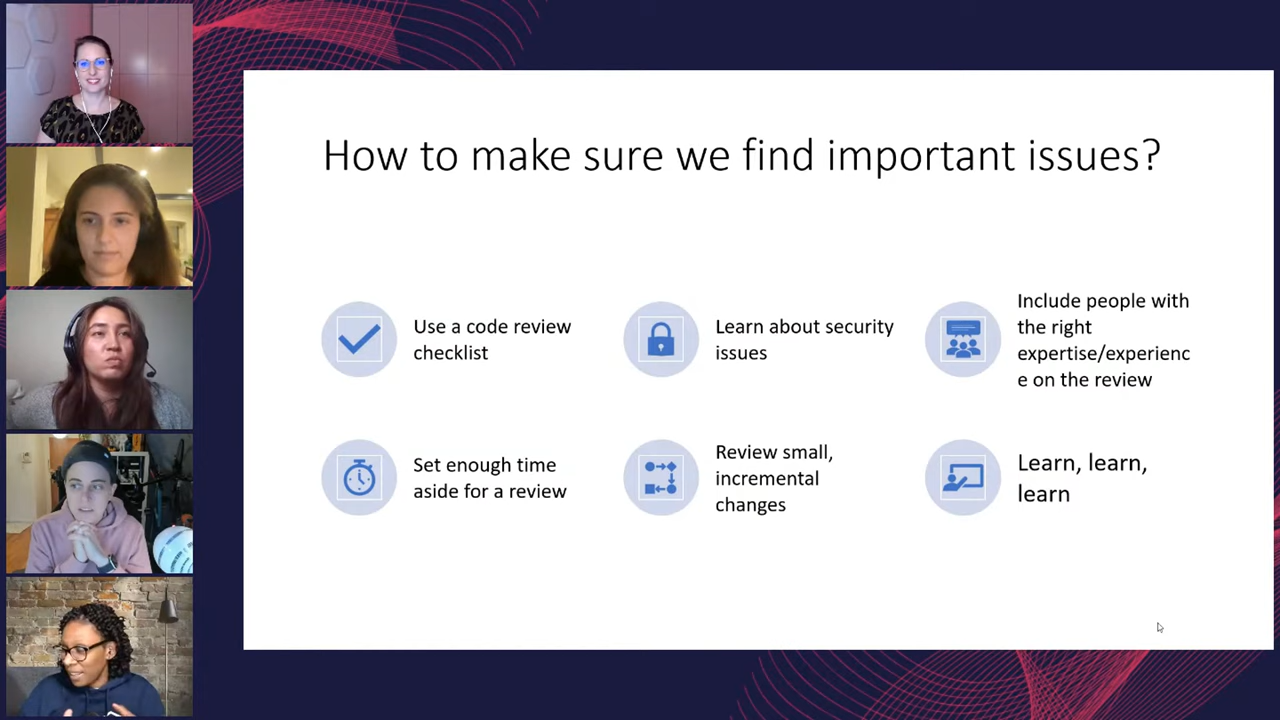 How to make sure we find important issues?
Use a code review
checklist
Learn about security
issues
Include people with
the right
expertise/experienc
e on the review
Set enough time
aside for a review
Review small,
incremental
changes
Learn, learn,
learn